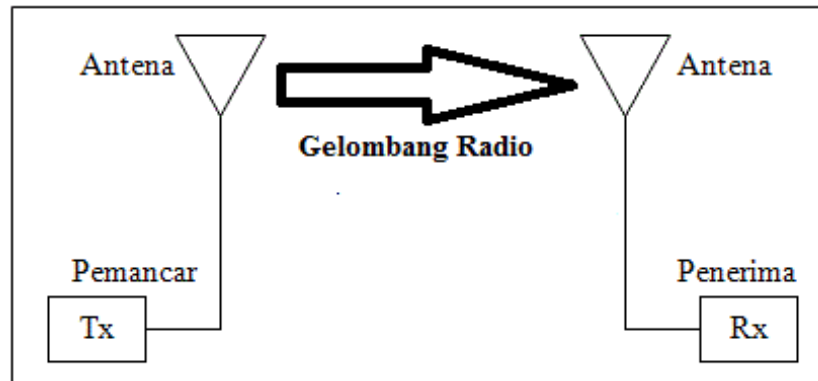 Antena
Antena
Gelombang Radio
Pemancar
Penerima
Tx
Rx